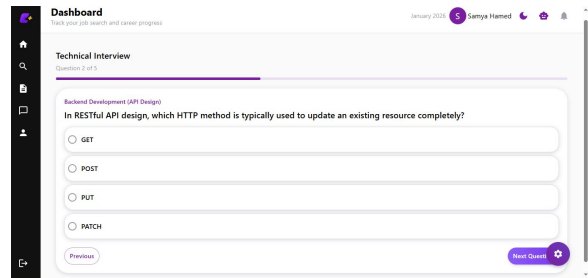 Dashboard
Track your job search and career progress
January 2026
S
Samya Hamed
Technical Interview
Question 2 of 5
Backend Development (API Design)
In RESTful API design, which HTTP method is typically used to update an existing resource completely?
GET
POST
PUT
PATCH
Previous
Next Questi